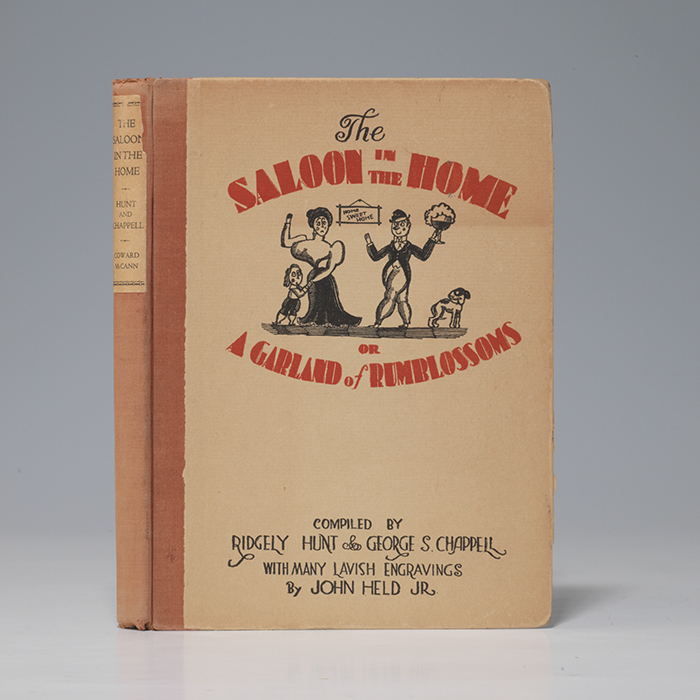 THE
SALOON
IN THE
HOME
HUNT
AND
CHAPPELL
COWARD
McCANN
The
SALOON IN THE HOME
HOME
SWEET
HOME
OR
A GARLAND of RUMBLOSSOMS
COMPILED BY
RIDGELY HUNT & GEORGE S. CHAPPELL
WITH MANY LAVISH ENGRAVINGS
By JOHN HELD JR.